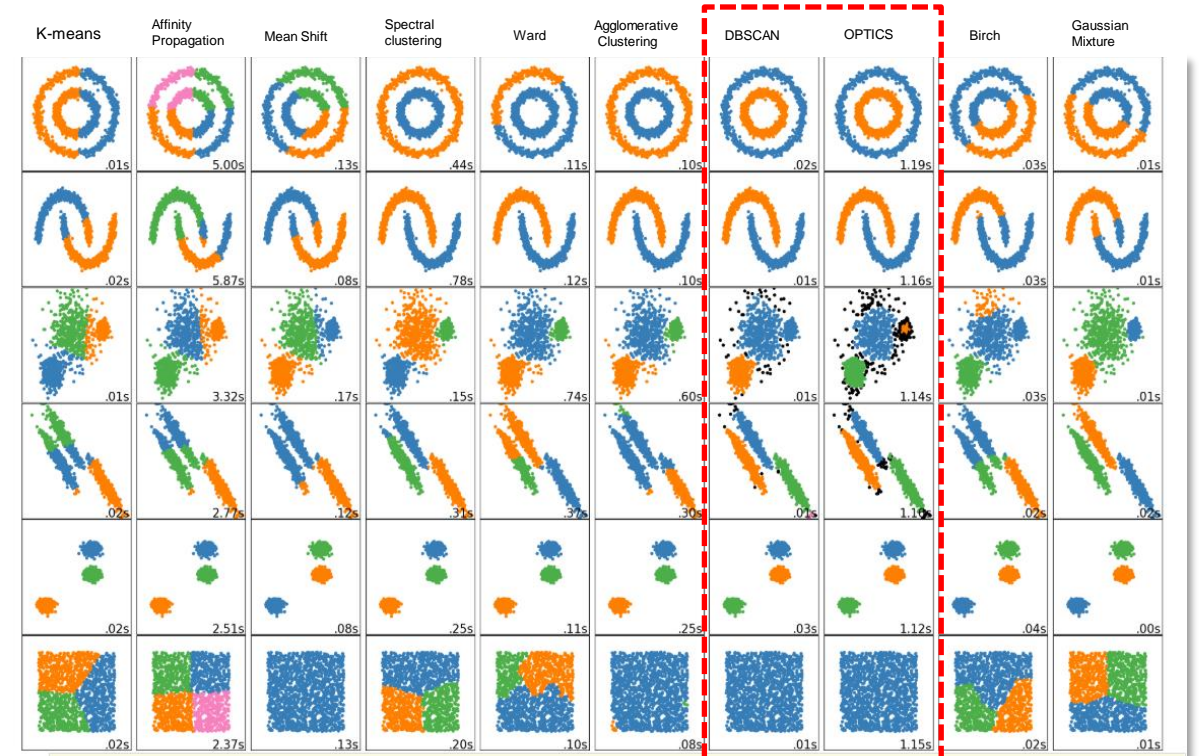 K-means
Affinity
Propagation
Mean Shift
Spectral
clustering
Ward
Agglomerative
Clustering
DBSCAN
OPTICS
Birch
Gaussian
Mixture
.01s 5.00s .13s .44s .11s .10s .02s 1.19s .03s .01s
.02s 5.87s .08s .78s .12s .10s .01s 1.16s .03s .01s
.01s 3.32s .17s .15s .74s .60s .01s 1.14s .03s .01s
.02s 2.77s .12s .31s .37s .30s .01s 1.10s .02s .02s
.02s 2.51s .08s .25s .11s .25s .03s 1.12s .04s .00s
.02s 2.37s .13s .20s .10s .08s .01s 1.15s .02s .01s